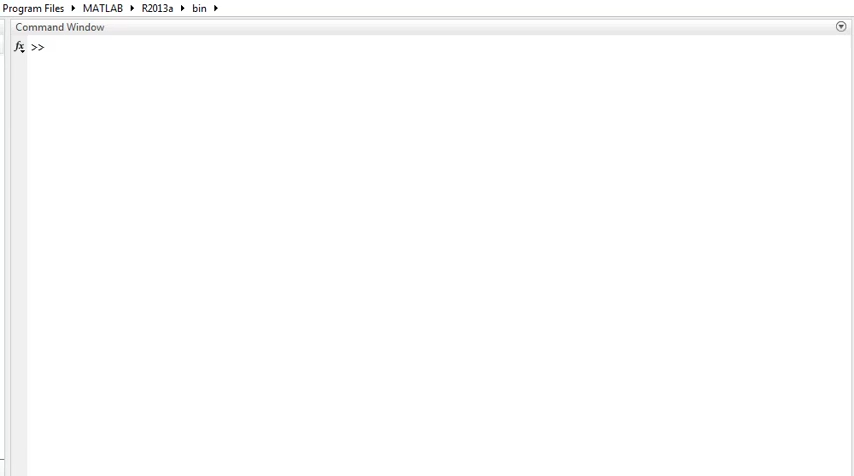 Program Files ▶ MATLAB ▶ R2013a ▶ bin ▶
Command Window
fx >>